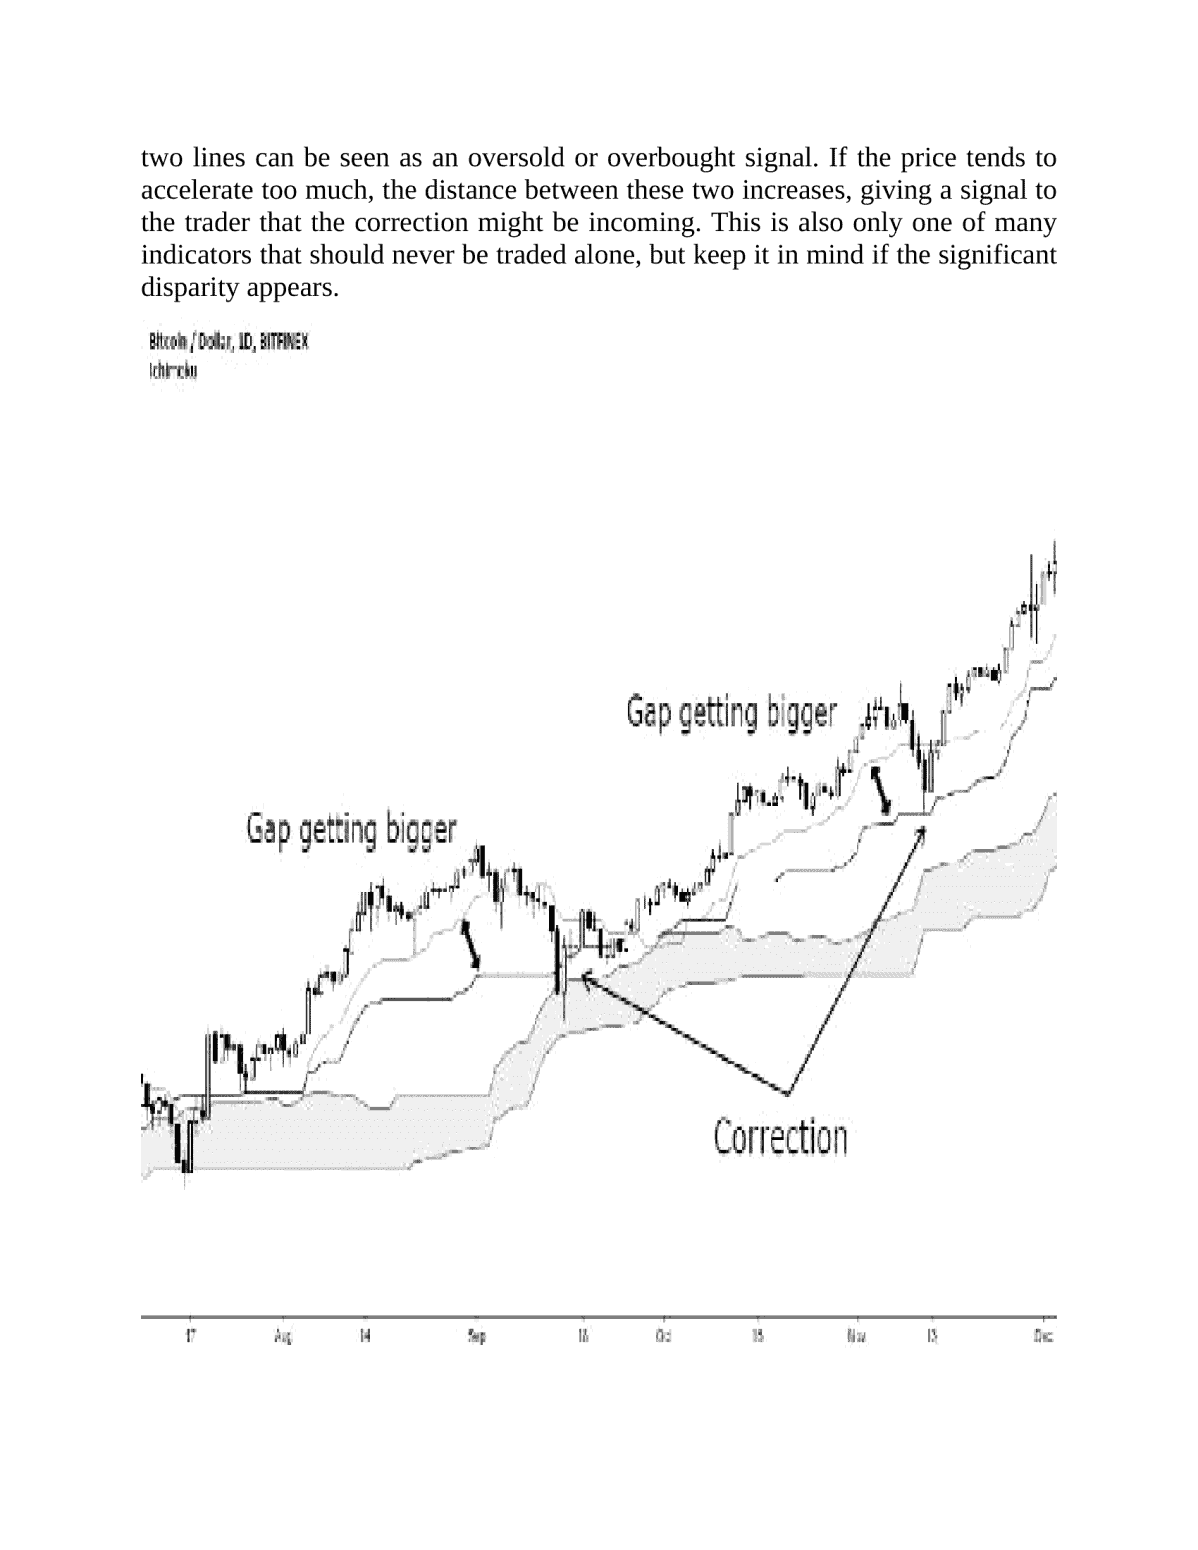 two lines can be seen as an oversold or overbought signal. If the price tends to
accelerate too much, the distance between these two increases, giving a signal to
the trader that the correction might be incoming. This is also only one of many
indicators that should never be traded alone, but keep it in mind if the significant
disparity appears.
Bitcoin / Dollar, 1D, BITFINEX
Ichimoku
Gap getting bigger
Gap getting bigger
Correction
17 Aug 14 Sep 18 Oct 15 Nov 13 Dec